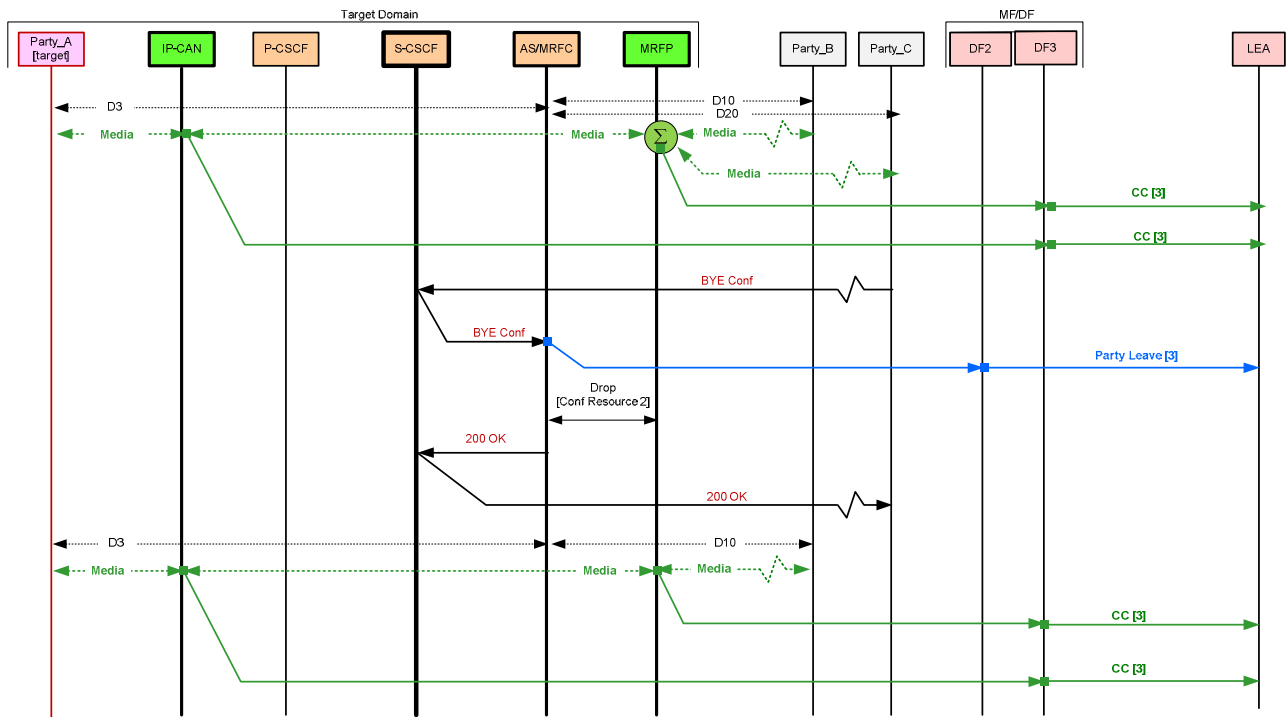 Target Domain
MF/DF
Party_A
[target]
IP-CAN
P-CSCF
S-CSCF
AS/MRFC
MRFP
Party_B
Party_C
DF2
DF3
LEA
D3
D10
D20
Media
Media
Media
Σ
Media
CC [3]
CC [3]
BYE Conf
BYE Conf
Party Leave [3]
Drop
[Conf Resource 2]
200 OK
200 OK
D3
D10
Media
Media
Media
CC [3]
CC [3]